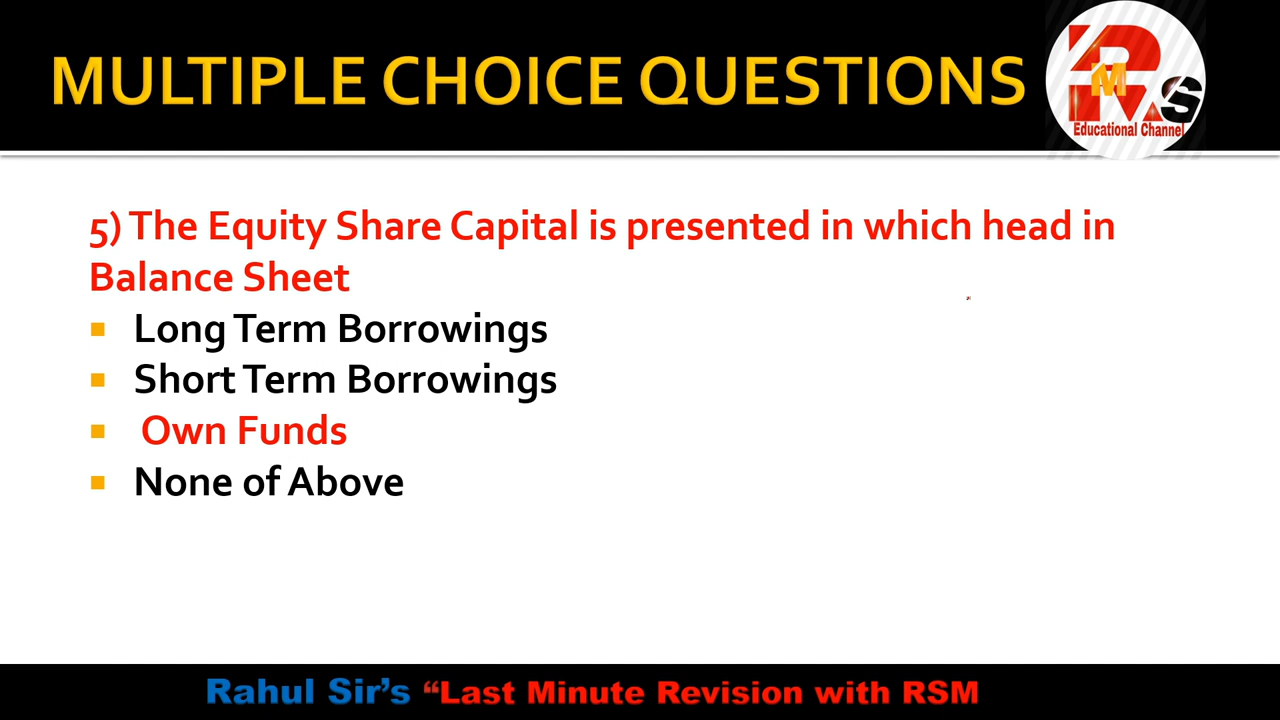 MULTIPLE CHOICE QUESTIONS
RMS
Educational Channel
5) The Equity Share Capital is presented in which head in
Balance Sheet
Long Term Borrowings
Short Term Borrowings
Own Funds
None of Above
Rahul Sir's "Last Minute Revision with RSM